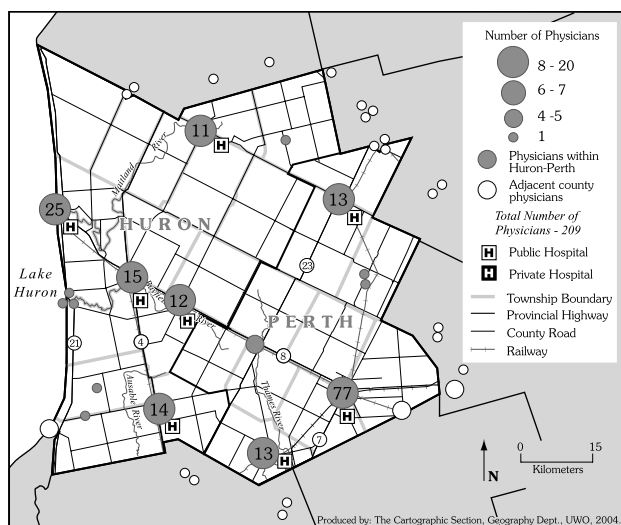 Number of Physicians
8 - 20
6 - 7
4 -5
1
Physicians within
Huron-Perth
Adjacent county
physicians
Total Number of
Physicians - 209
H Public Hospital
H Private Hospital
Township Boundary
Provincial Highway
County Road
Railway
11
H
Maitland
River
25
H
13
H
HURON
23
Lake
Huron
15
H
Bayfield
River
12
H
PERTH
21
4
8
77
H
Ausable River
14
H
Thames River
7
13
H
N
0 15
Kilometers
Produced by: The Cartographic Section, Geography Dept., UWO, 2004